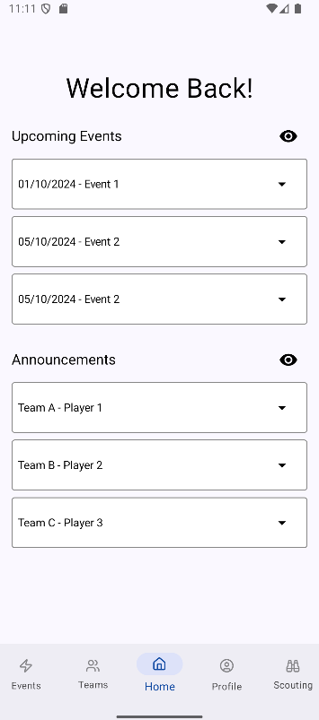 11:11
Welcome Back!
Upcoming Events
01/10/2024 - Event 1
05/10/2024 - Event 2
05/10/2024 - Event 2
Announcements
Team A - Player 1
Team B - Player 2
Team C - Player 3
Events Teams Home Profile Scouting